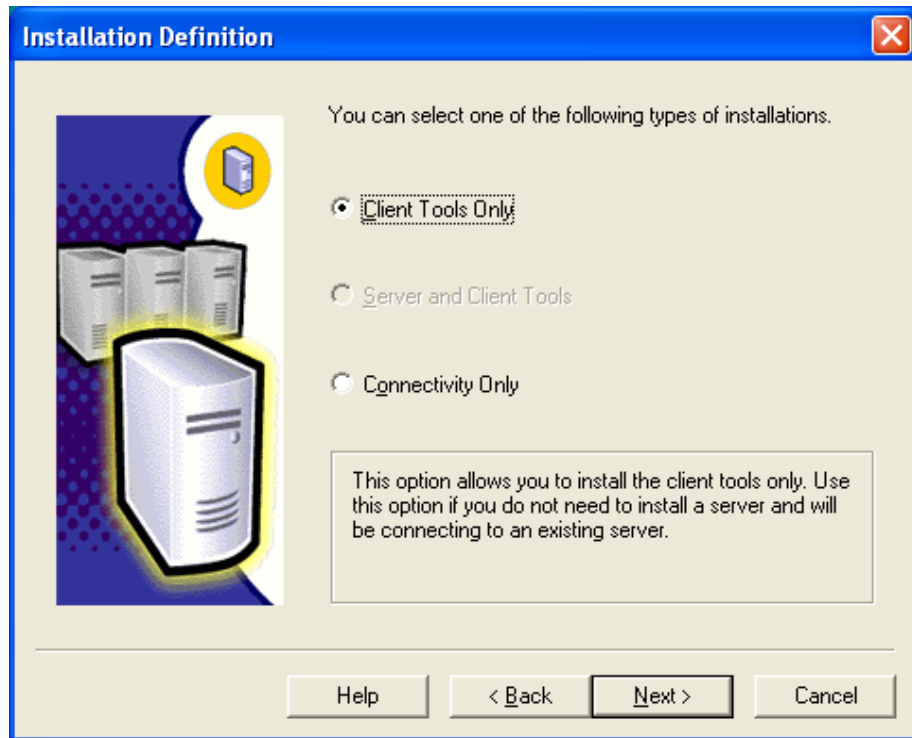 Installation Definition
You can select one of the following types of installations.
Client Tools Only
Server and Client Tools
Connectivity Only
This option allows you to install the client tools only. Use
this option if you do not need to install a server and will
be connecting to an existing server.
Help
< Back
Next >
Cancel